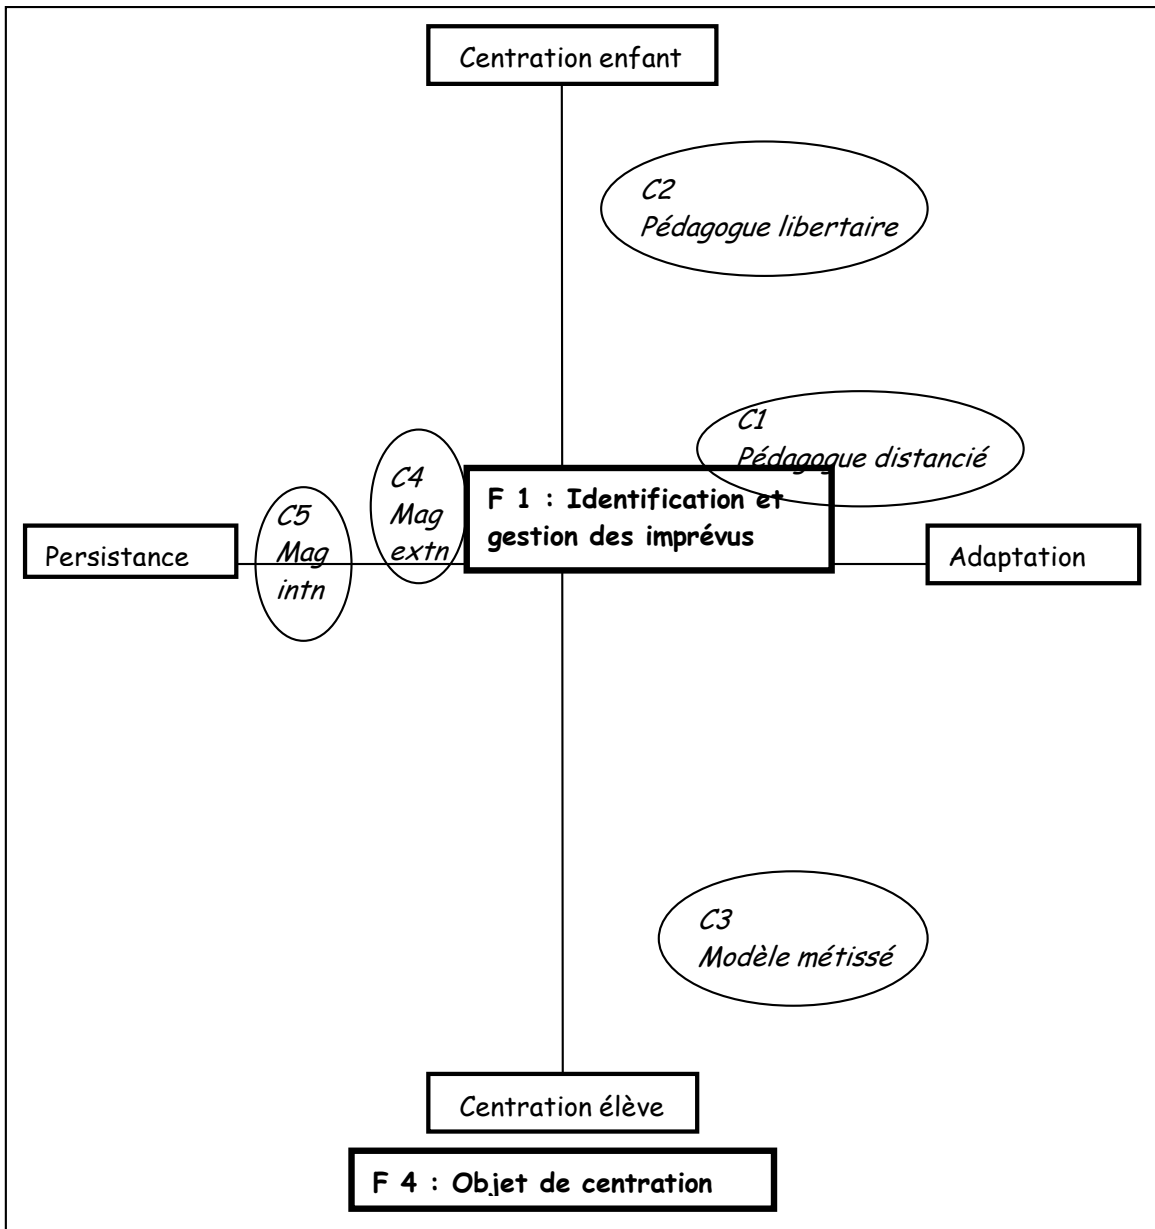 Centration enfant
C2
Pédagogue libertaire
C1
Pédagogue distancié
C4
Mag
extn
F 1 : Identification et
gestion des imprévus
C5
Mag
intn
Persistance
Adaptation
C3
Modèle métissé
Centration élève
F 4 : Objet de centration